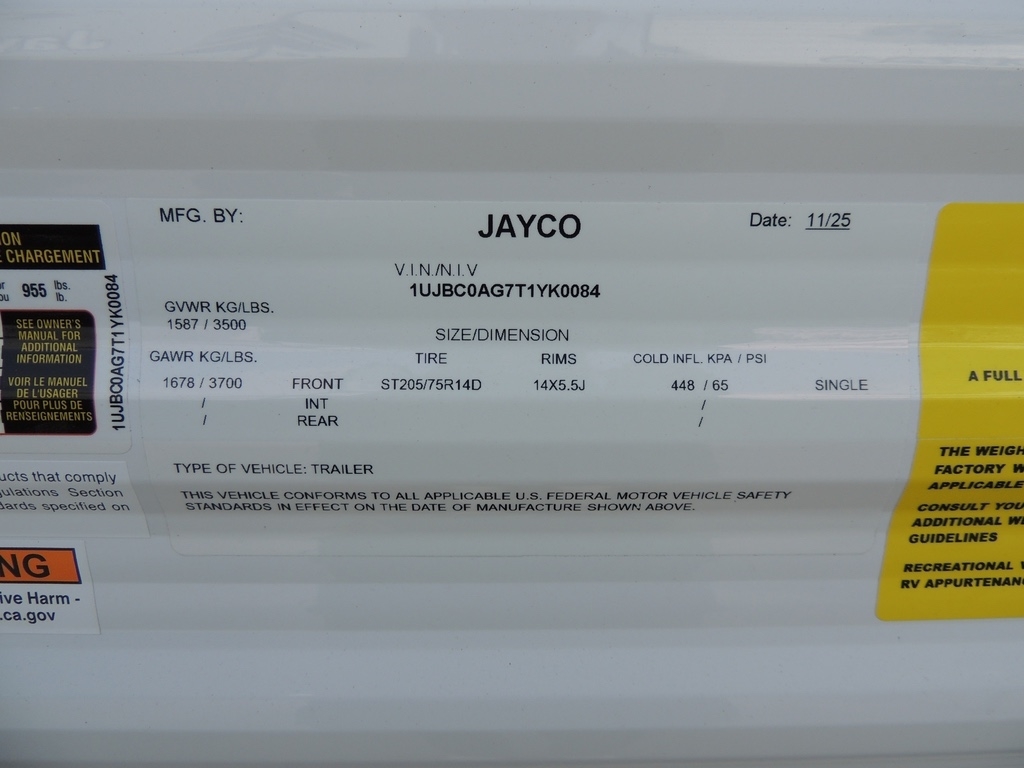 MFG. BY:
JAYCO
Date: 11/25
V.I.N./N.I.V
1UJBC0AG7T1YK0084
GVWR KG/LBS.
1587 / 3500
SIZE/DIMENSION
GAWR KG/LBS. TIRE RIMS COLD INFL. KPA / PSI
1678 / 3700 FRONT ST205/75R14D 14X5.5J 448 / 65 SINGLE
/ INT /
/ REAR /
TYPE OF VEHICLE: TRAILER
THIS VEHICLE CONFORMS TO ALL APPLICABLE U.S. FEDERAL MOTOR VEHICLE SAFETY
STANDARDS IN EFFECT ON THE DATE OF MANUFACTURE SHOWN ABOVE.
CHARGEMENT
955 lbs.
lb.
SEE OWNER'S
MANUAL FOR
ADDITIONAL
INFORMATION
VOIR LE MANUEL
DE L'USAGER
POUR PLUS DE
RENSEIGNEMENTS
1UJBC0AG7T1YK0084
that comply
Section
specified on
NG
Harm -
.ca.gov
A FULL
THE WEIGH
FACTORY W
APPLICABLE
CONSULT YOU
ADDITIONAL WE
GUIDELINES
RECREATIONAL V
RV APPURTENAN